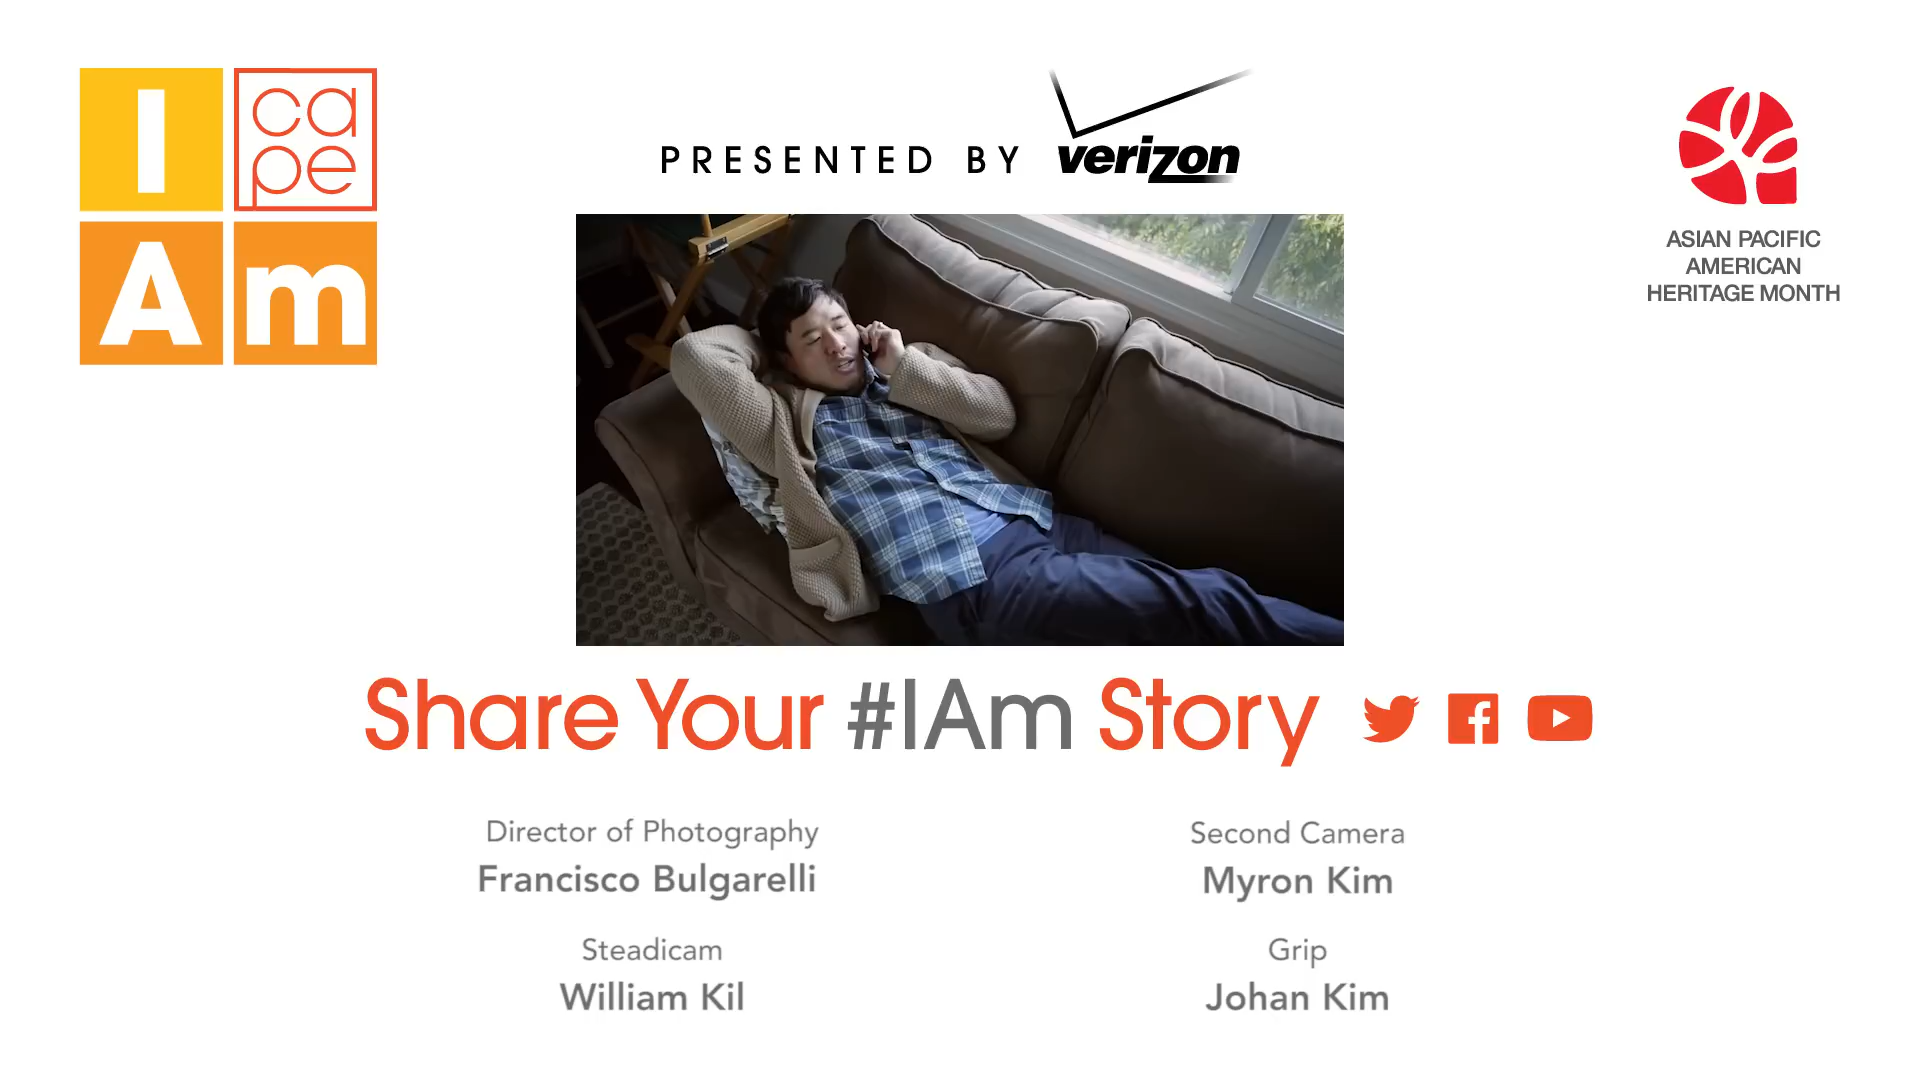 I
ca
pe
Am
PRESENTED BY verizon
ASIAN PACIFIC
AMERICAN
HERITAGE MONTH
Share Your #IAm Story
Director of Photography
Francisco Bulgarelli
Second Camera
Myron Kim
Steadicam
William Kil
Grip
Johan Kim